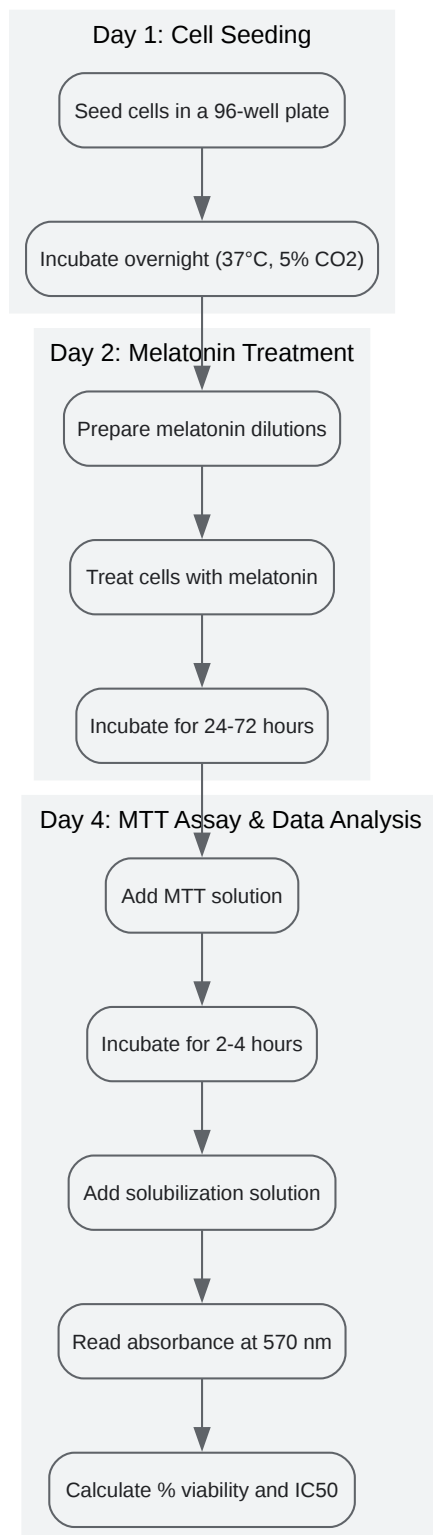 Day 1: Cell Seeding
Seed cells in a 96-well plate
Incubate overnight (37°C, 5% CO2)
Day 2: Melatonin Treatment
Prepare melatonin dilutions
Treat cells with melatonin
Incubate for 24-72 hours
Day 4: MTT Assay & Data Analysis
Add MTT solution
Incubate for 2-4 hours
Add solubilization solution
Read absorbance at 570 nm
Calculate % viability and IC50